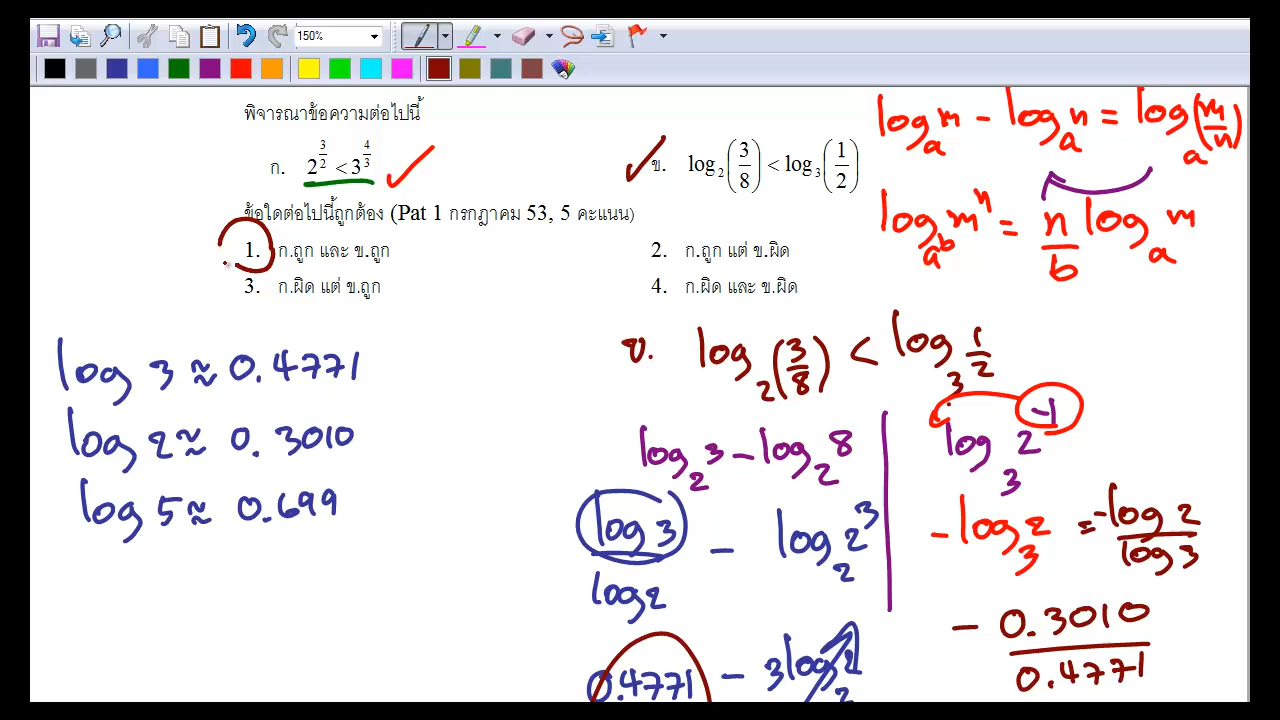 150%
พิจารณาข้อความต่อไปนี้
ก. 2^(3/2) < 3^(4/3)
ข. log₂(3/8) < log₃(1/2)
ข้อใดต่อไปนี้ถูกต้อง (Pat 1 กรกฎาคม 53, 5 คะแนน)
1. ก.ถูก และ ข.ถูก
2. ก.ถูก แต่ ข.ผิด
3. ก.ผิด แต่ ข.ถูก
4. ก.ผิด และ ข.ผิด
logₐm - logₐn = logₐ(m/n)
log_(a^b) m^n = n/b logₐm
log 3 ≈ 0.4771
log 2 ≈ 0.3010
log 5 ≈ 0.699
ข. log₂(3/8) < log₃ 1/2
log₂3 - log₂8
log 3 / log 2 - log₂2³
0.4771 - 3log₂2
log₃2^(-1)
-log₃2 = -log 2 / log 3
- 0.3010 / 0.4771